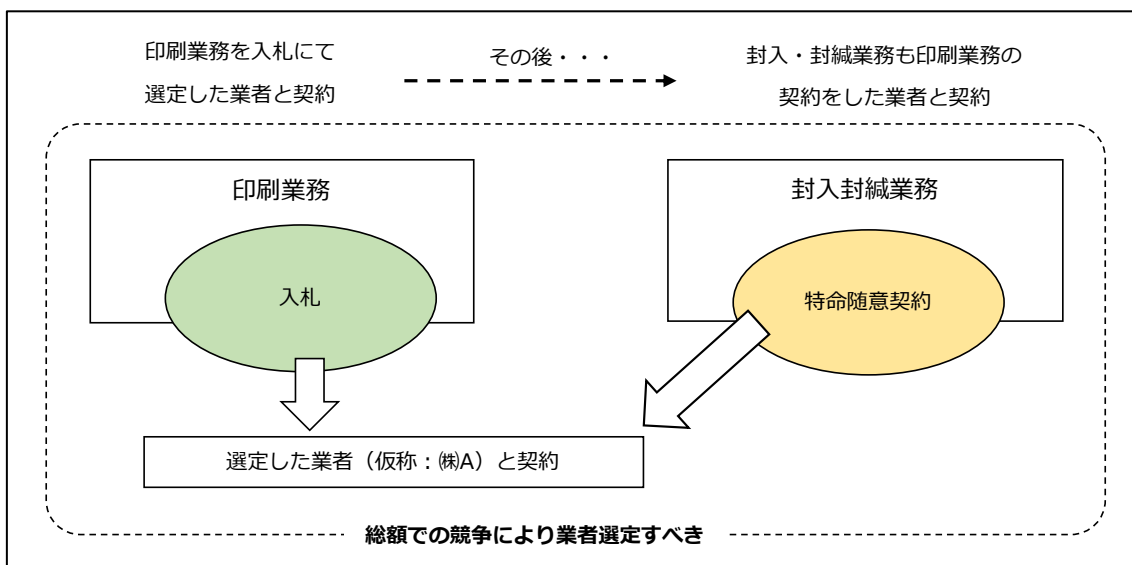 印刷業務を入札にて
選定した業者と契約
その後・・・
封入・封緘業務も印刷業務の
契約をした業者と契約
印刷業務
封入封緘業務
入札
特命随意契約
選定した業者（仮称：㈱A）と契約
総額での競争により業者選定すべき